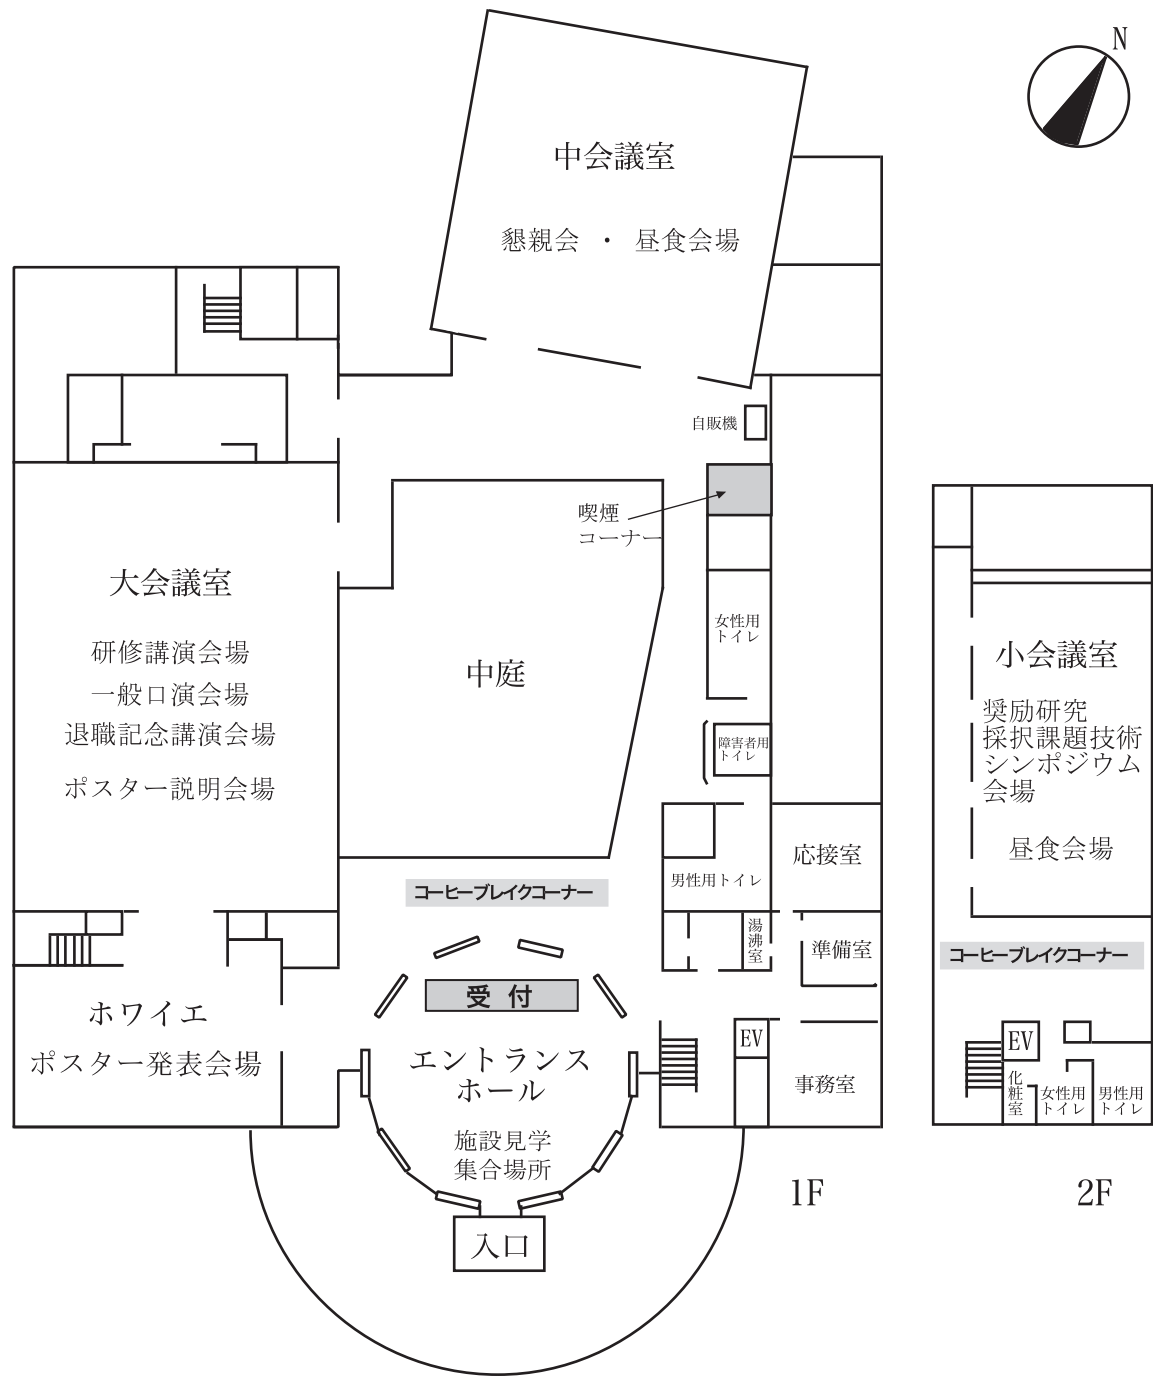 N
中会議室
懇親会 ・ 昼食会場
自販機
喫煙
コーナー
大会議室
研修講演会場
一般口演会場
退職記念講演会場
ポスター説明会場
中庭
女性用
トイレ
障害者用
トイレ
応接室
男性用トイレ
コーヒーブレイクコーナー
湯沸室
準備室
受 付
ホワイエ
ポスター発表会場
エントランス
ホール
施設見学
集合場所
EV
事務室
入口
1F
小会議室
奨励研究
採択課題技術
シンポジウム
会場
昼食会場
コーヒーブレイクコーナー
EV
化粧室
女性用
トイレ
男性用
トイレ
2F